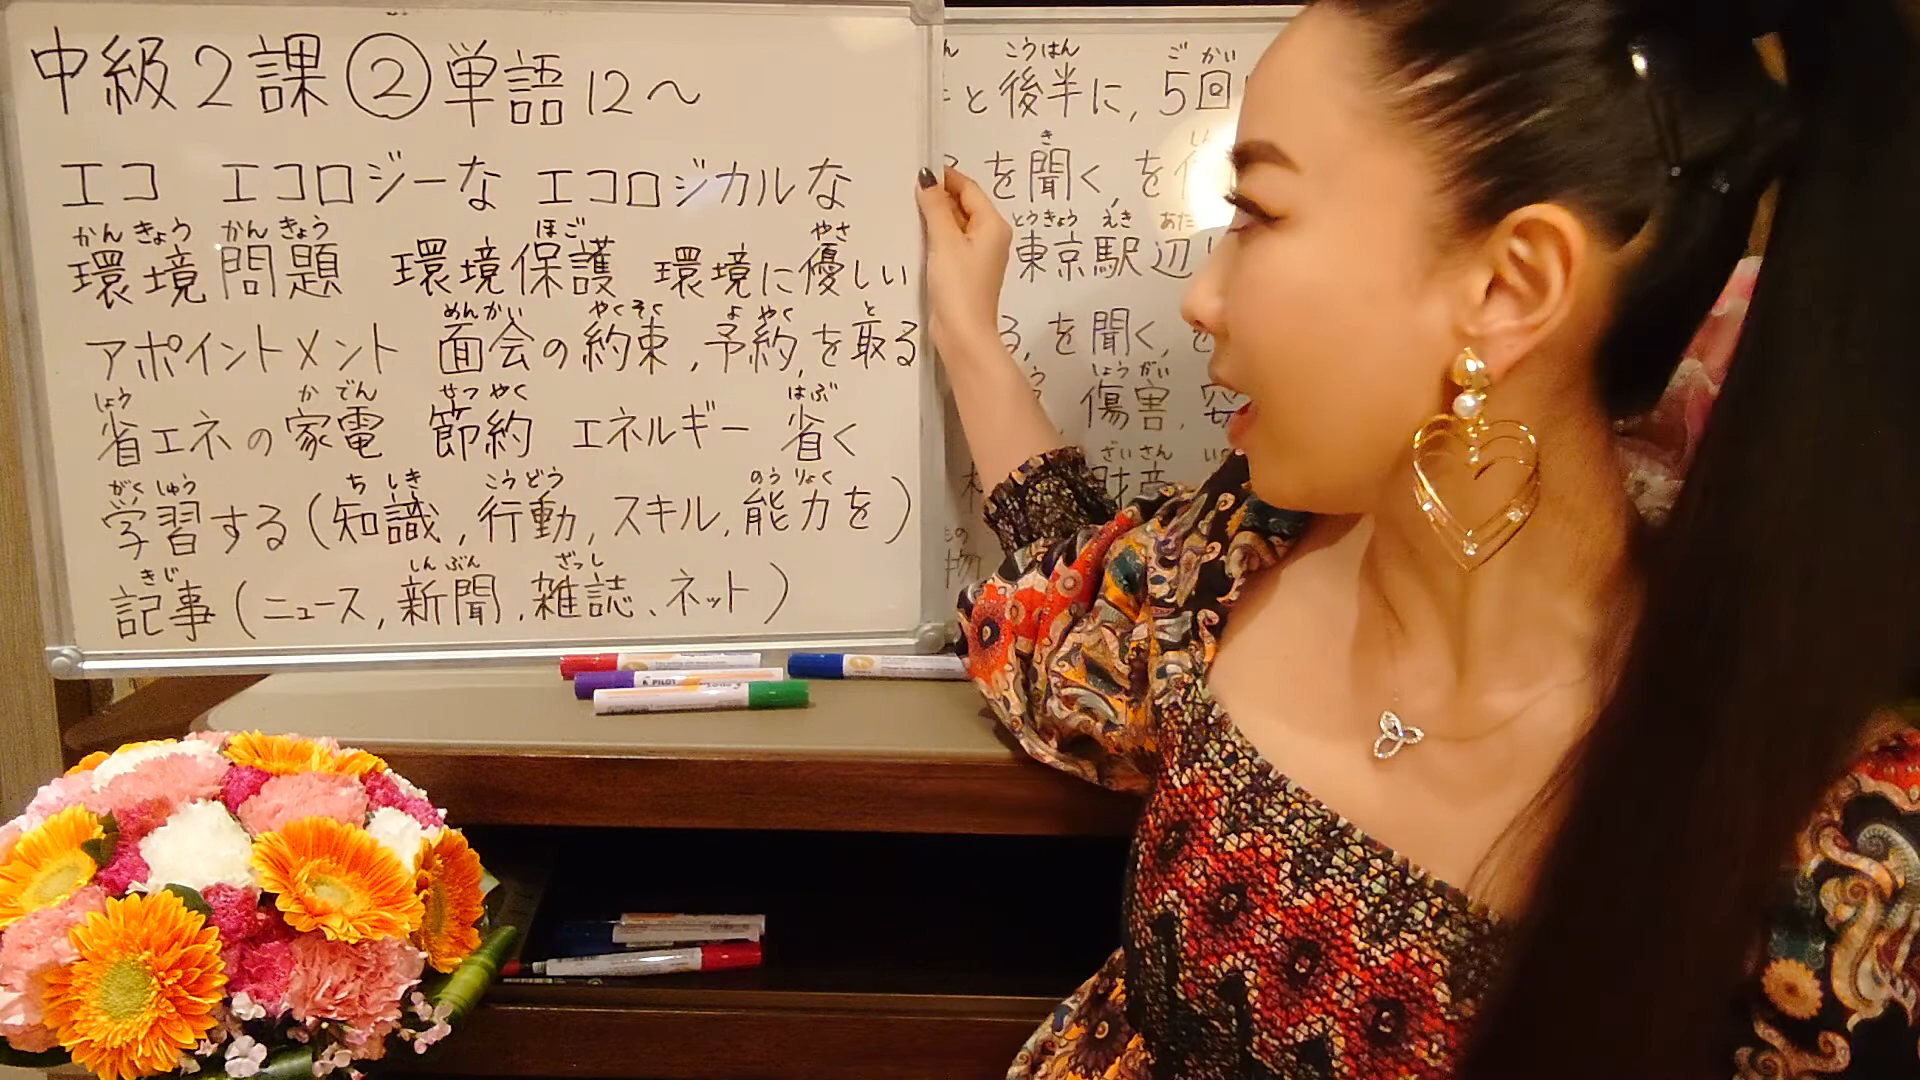 中級2課②単語12〜
エコ エコロジーな エコロジカルな
かんきょう かんきょう ほご やさ
環境問題 環境保護 環境に優しい
めんかい やくそく よやく と
アポイントメント 面会の約束,予約,を取る
しょう かでん せつやく はぶ
省エネの家電 節約 エネルギー 省く
がくしゅう ちしき こうどう のうりょく
学習する(知識,行動,スキル,能力を)
きじ しんぶん ざっし
記事(ニュース,新聞,雑誌、ネット)
こうはん ごかい
と後半に,5回
き
を聞く,を
とうきょう えき
東京駅辺
る,を聞く,
しょうがい
傷害,
ざいさん
財産
物
PILOT